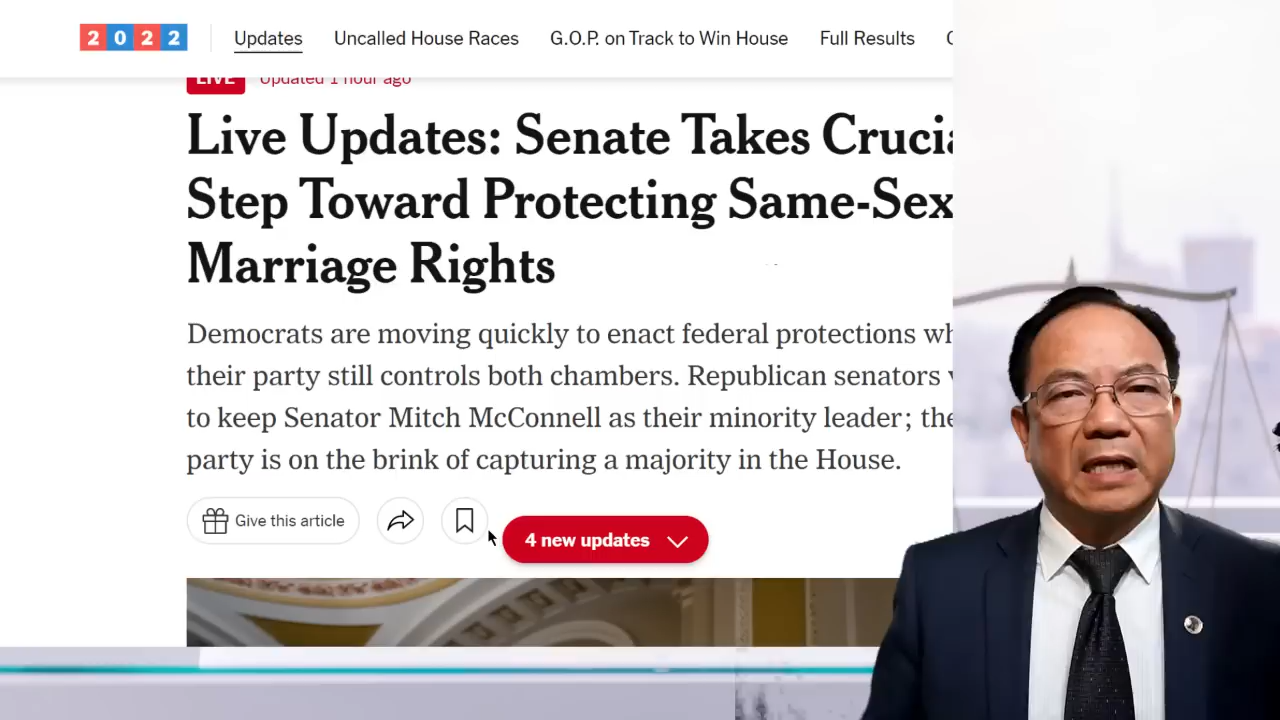 2022
Updates
Uncalled House Races
G.O.P. on Track to Win House
Full Results
LIVE Updated 1 hour ago
Live Updates: Senate Takes Crucia
Step Toward Protecting Same-Sex
Marriage Rights
Democrats are moving quickly to enact federal protections wh
their party still controls both chambers. Republican senators
to keep Senator Mitch McConnell as their minority leader; the
party is on the brink of capturing a majority in the House.
Give this article
4 new updates